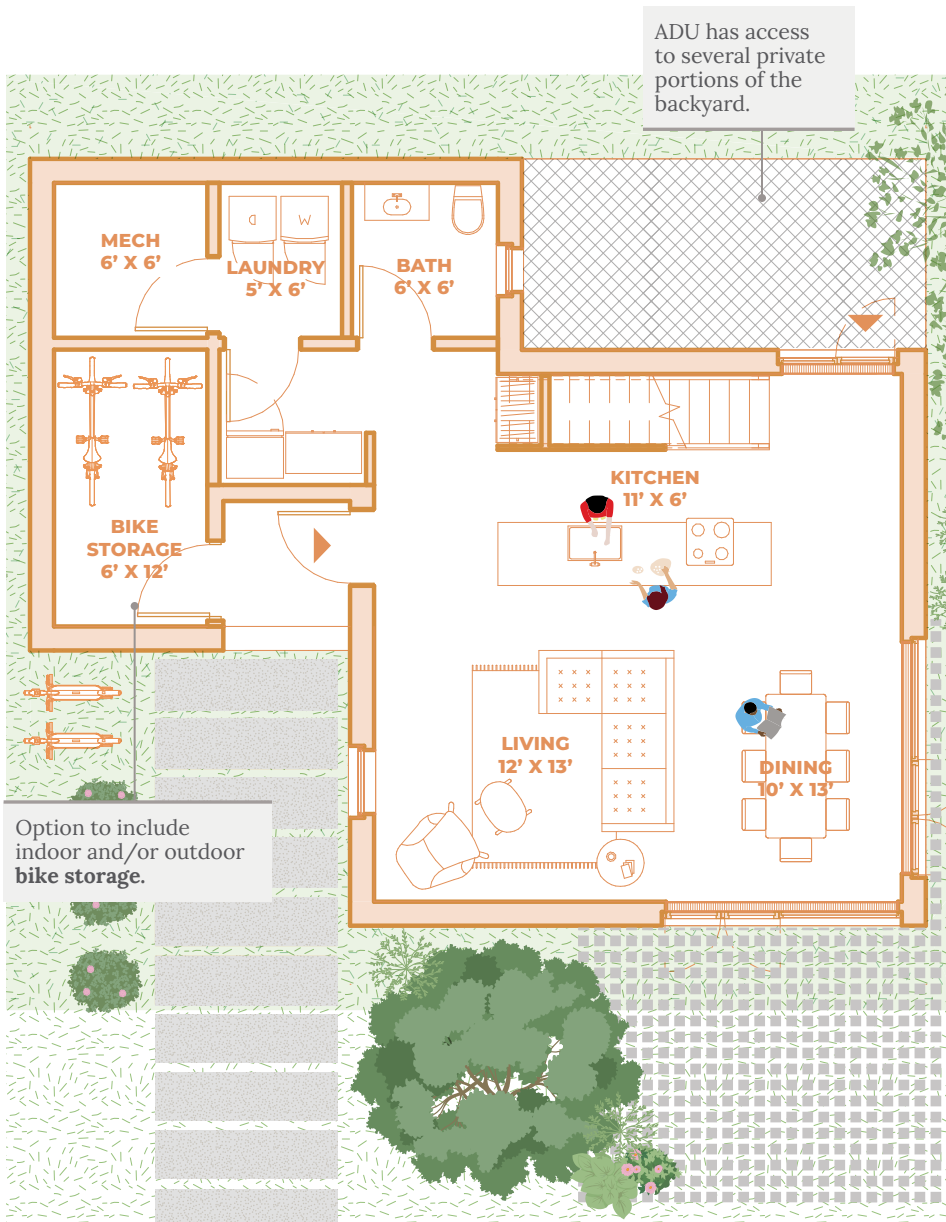 ADU has access
to several private
portions of the
backyard.
MECH
6’ X 6’
D
W
LAUNDRY
5’ X 6’
BATH
6’ X 6’
KITCHEN
11’ X 6’
BIKE
STORAGE
6’ X 12’
LIVING
12’ X 13’
DINING
10’ X 13’
Option to include
indoor and/or outdoor
bike storage.